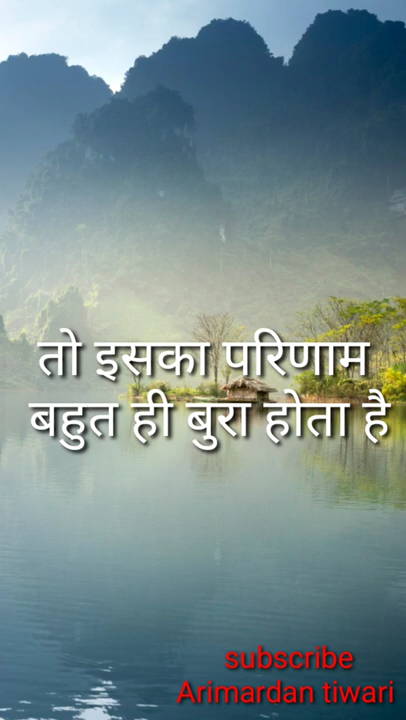 तो इसका परिणाम
बहुत ही बुरा होता है
subscribe
Arimardan tiwari